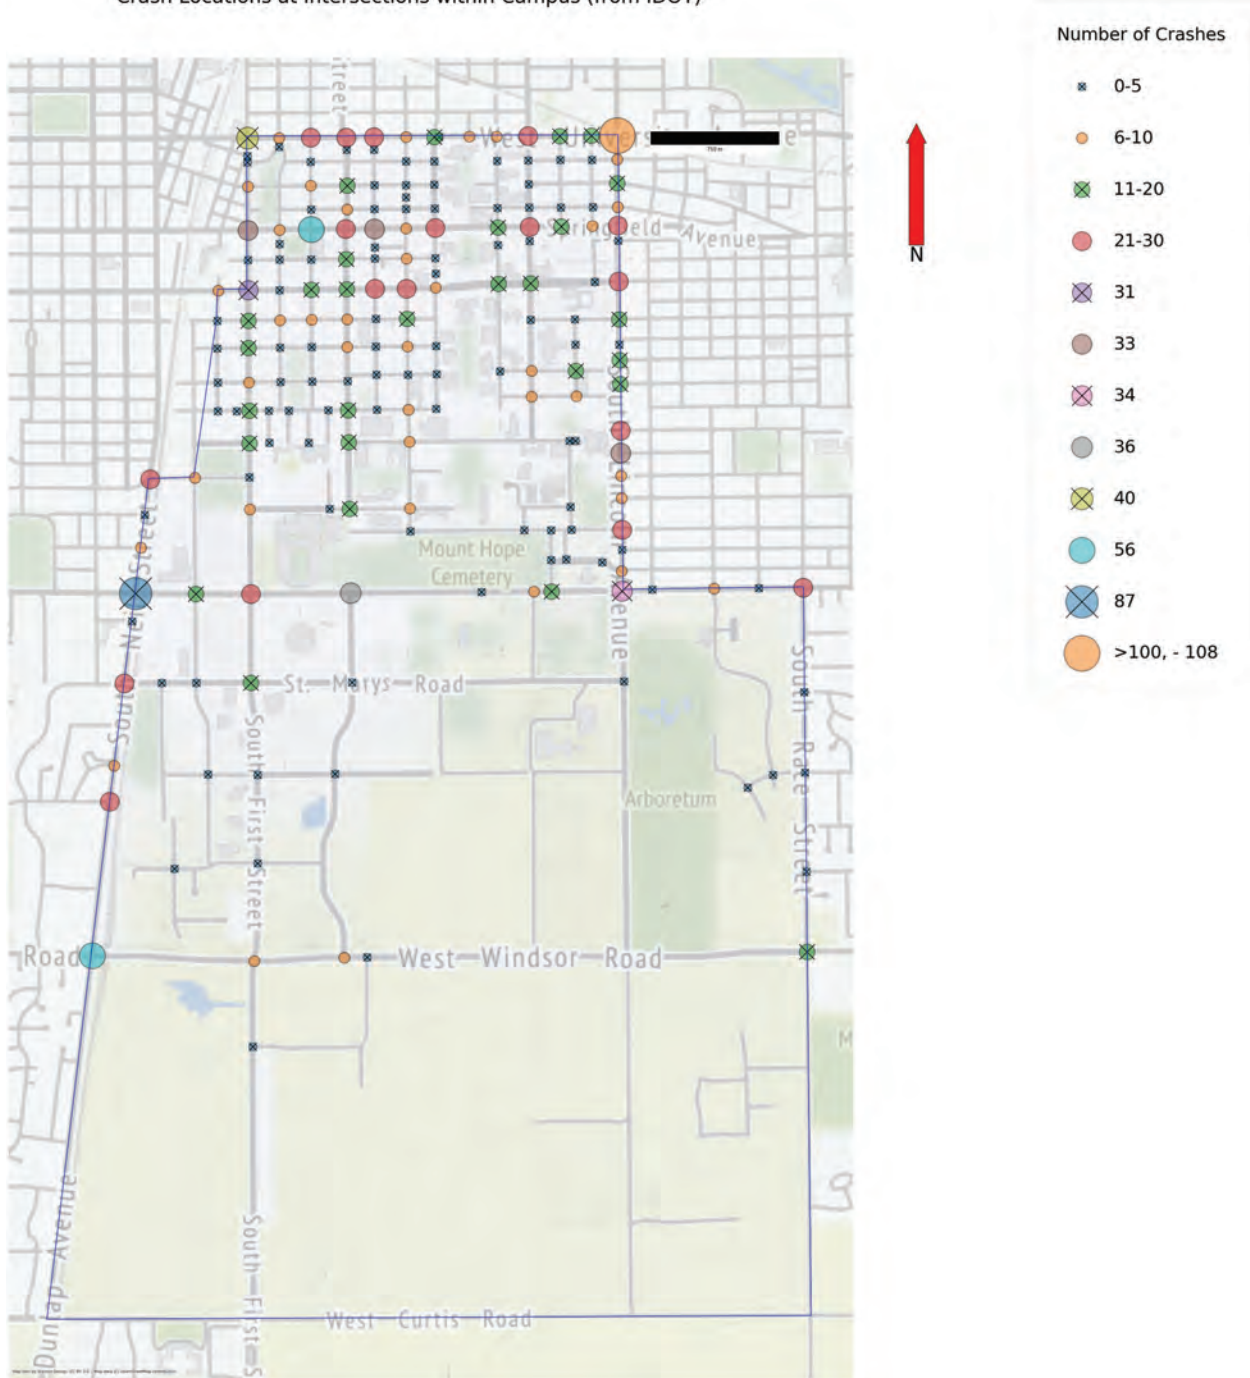 Crash Locations at Intersections within Campus (from IDOT)
Number of Crashes
0-5
6-10
11-20
21-30
31
33
34
36
40
56
87
>100, - 108
N
750 m
Springfield Avenue
Mount Hope
Cemetery
St. Marys Road
South First Street
Arboretum
South Race Street
Road
West Windsor Road
M
Dunlap Avenue
South First S
West Curtis Road